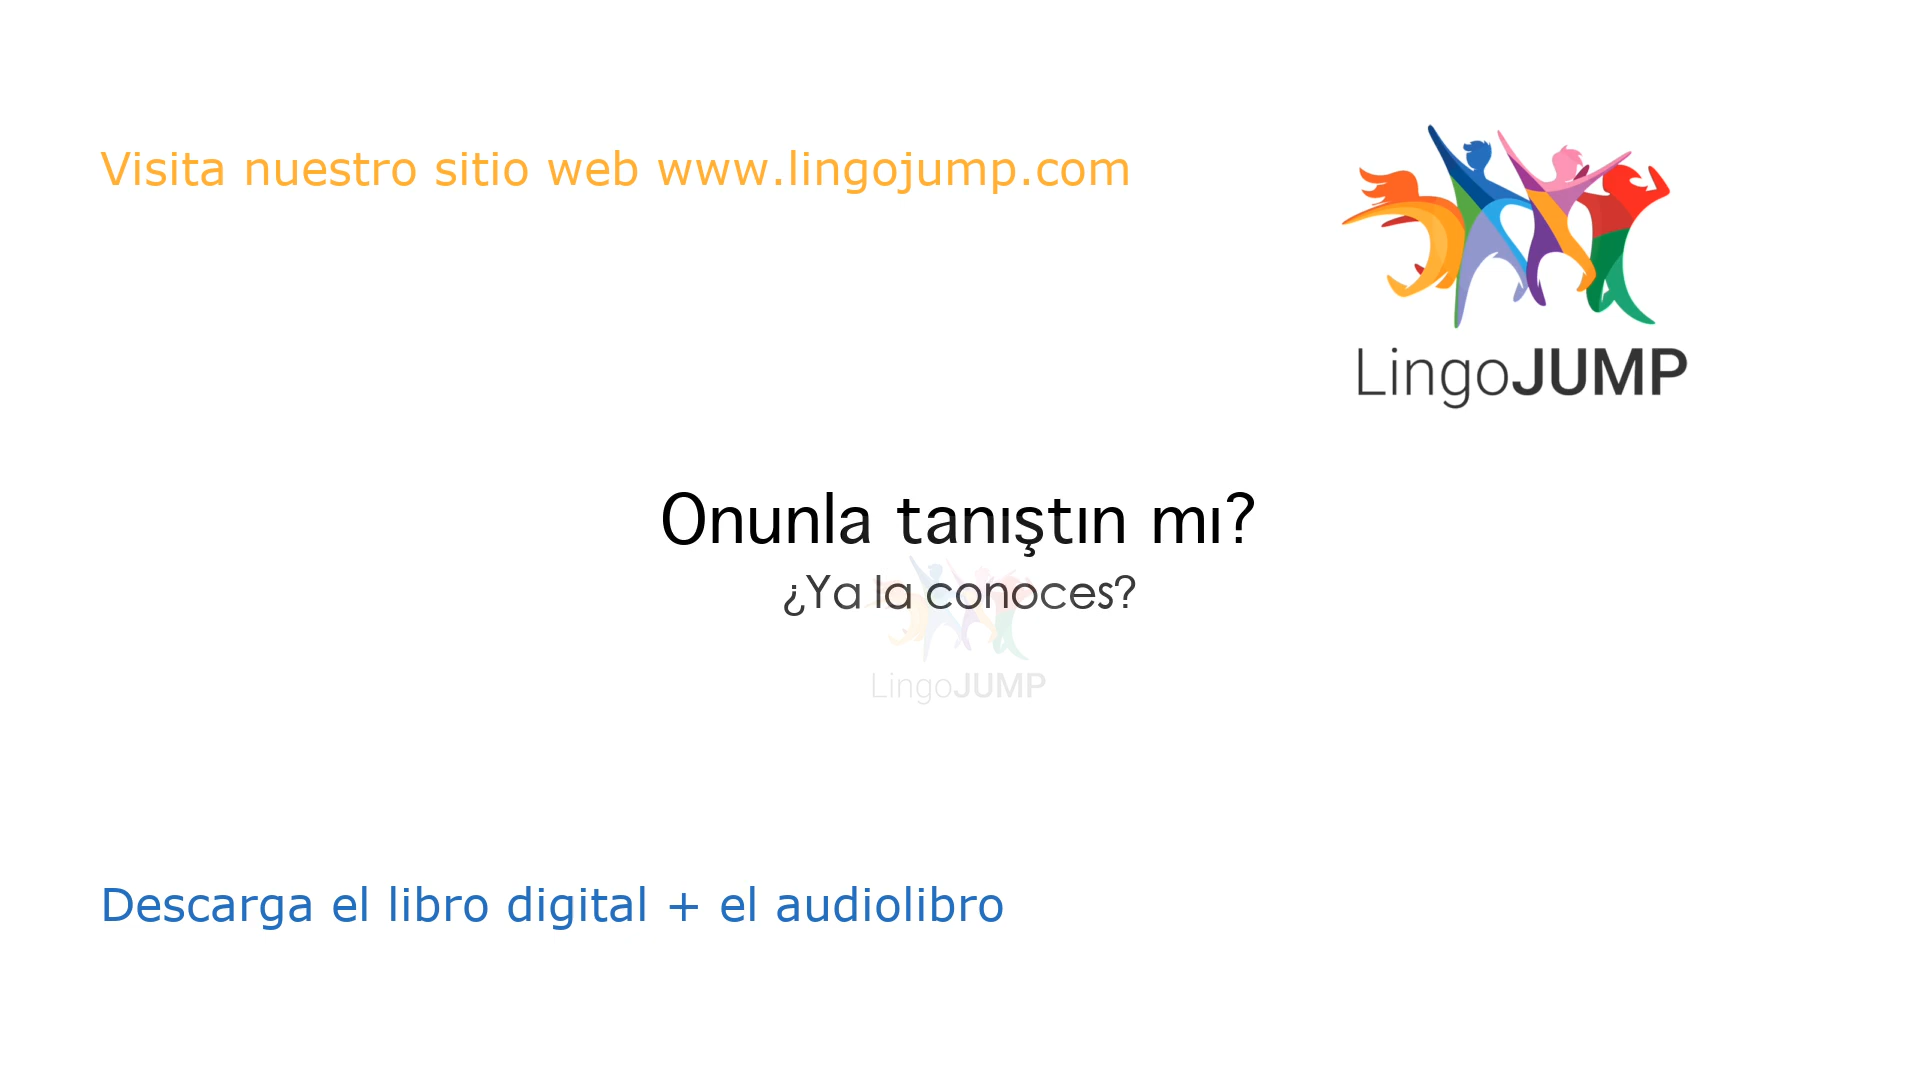 Visita nuestro sitio web www.lingojump.com
LingoJUMP
Onunla tanıştın mı?
¿Ya la conoces?
LingoJUMP
Descarga el libro digital + el audiolibro